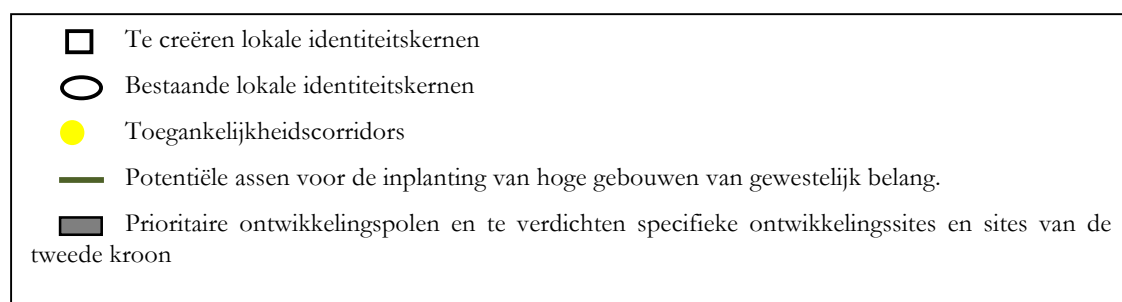 Te creëren lokale identiteitskernen
Bestaande lokale identiteitskernen
Toegankelijkheidscorridors
Potentiële assen voor de inplanting van hoge gebouwen van gewestelijk belang.
Prioritaire ontwikkelingspolen en te verdichten specifieke ontwikkelingssites en sites van de
tweede kroon